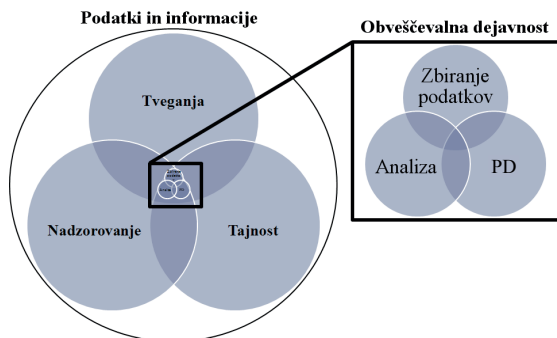 Podatki in informacije
Obveščevalna dejavnost
Tveganja
Nadzorovanje
Tajnost
Zbiranje
podatkov
Analiza
PD